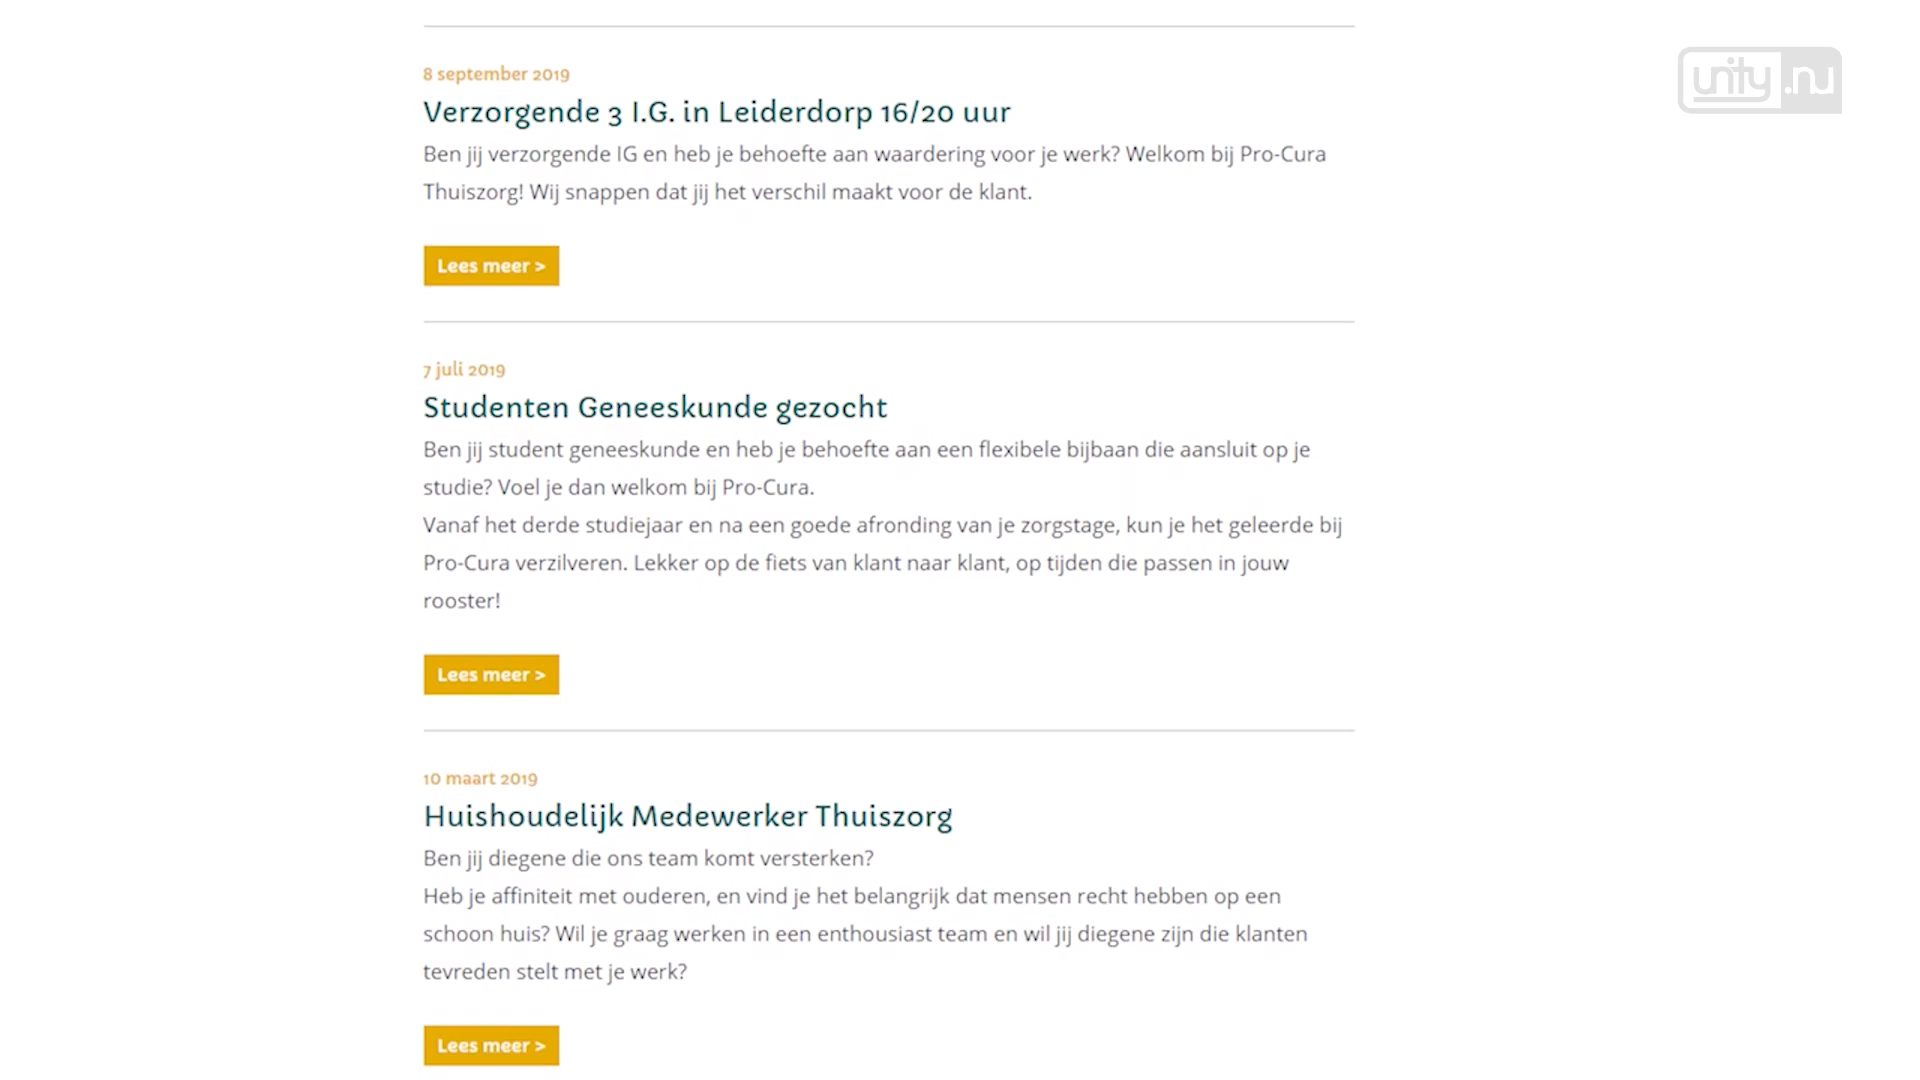 unity.nu
8 september 2019
Verzorgende 3 I.G. in Leiderdorp 16/20 uur
Ben jij verzorgende IG en heb je behoefte aan waardering voor je werk? Welkom bij Pro-Cura
Thuiszorg! Wij snappen dat jij het verschil maakt voor de klant.
Lees meer >
7 juli 2019
Studenten Geneeskunde gezocht
Ben jij student geneeskunde en heb je behoefte aan een flexibele bijbaan die aansluit op je
studie? Voel je dan welkom bij Pro-Cura.
Vanaf het derde studiejaar en na een goede afronding van je zorgstage, kun je het geleerde bij
Pro-Cura verzilveren. Lekker op de fiets van klant naar klant, op tijden die passen in jouw
rooster!
Lees meer >
10 maart 2019
Huishoudelijk Medewerker Thuiszorg
Ben jij diegene die ons team komt versterken?
Heb je affiniteit met ouderen, en vind je het belangrijk dat mensen recht hebben op een
schoon huis? Wil je graag werken in een enthousiast team en wil jij diegene zijn die klanten
tevreden stelt met je werk?
Lees meer >